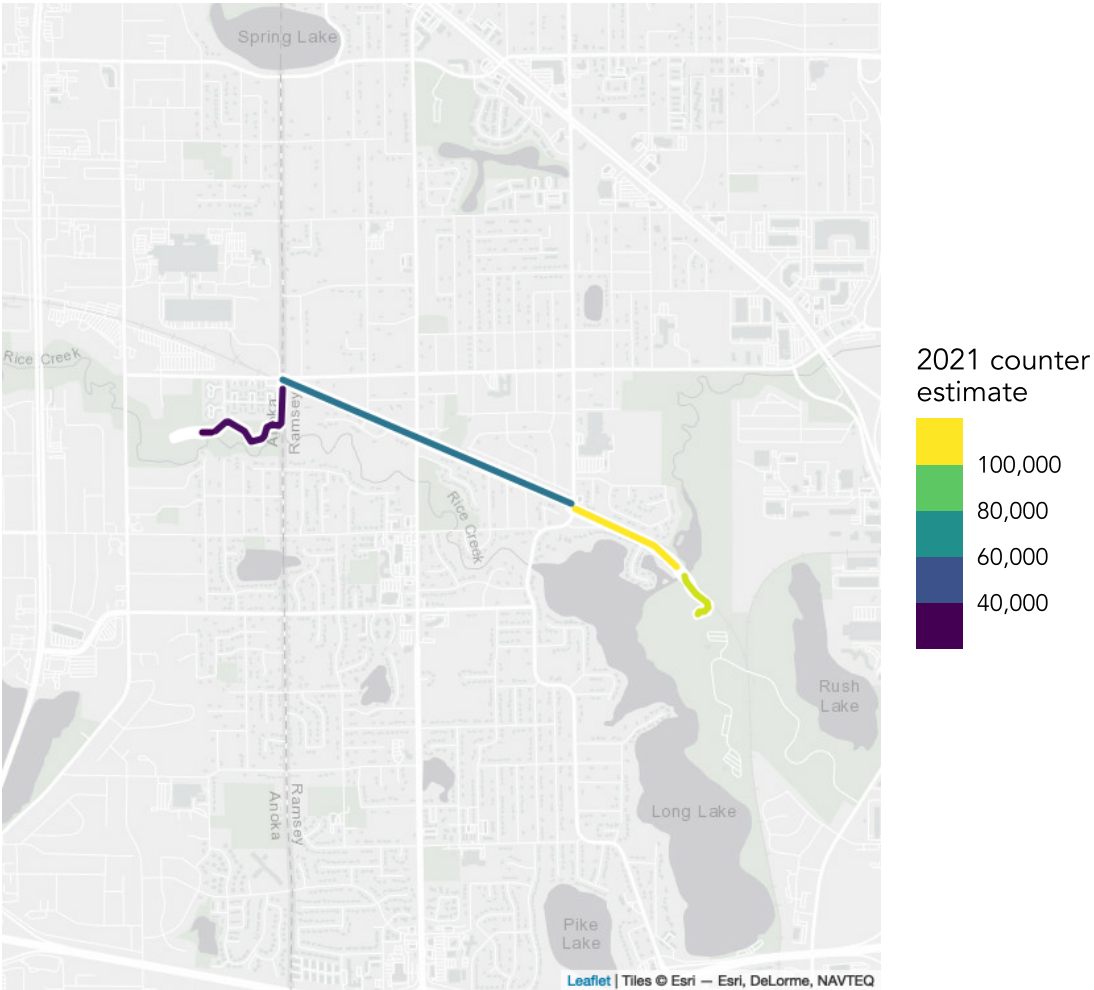 Spring Lake
Rice Creek
Anoka
Ramsey
Rice Creek
Rush
Lake
Ramsey
Anoka
Long Lake
Pike
Lake
Leaflet | Tiles © Esri — Esri, DeLorme, NAVTEQ
2021 counter
estimate
100,000
80,000
60,000
40,000